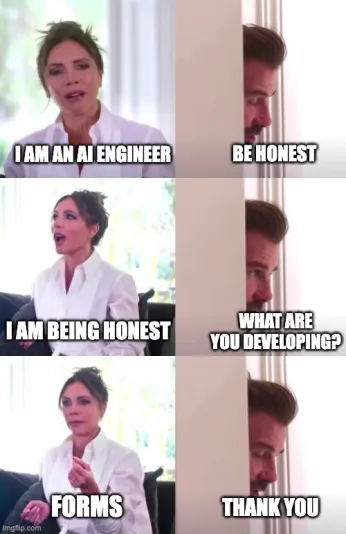 I AM AN AI ENGINEER
BE HONEST
I AM BEING HONEST
WHAT ARE
YOU DEVELOPING?
FORMS
THANK YOU
imgflip.com